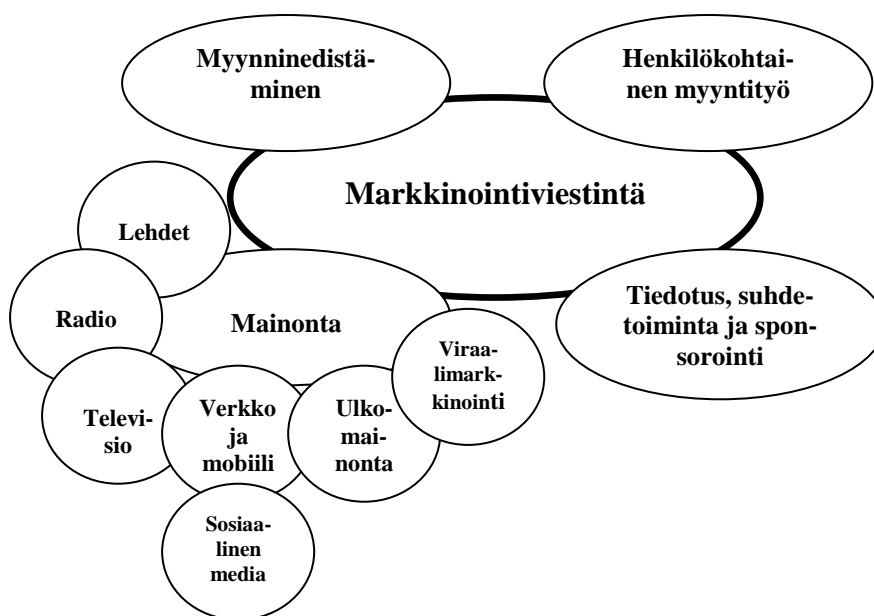 Myynninedistä-
minen
Henkilökohtai-
nen myyntityö
Markkinointiviestintä
Lehdet
Radio
Mainonta
Tiedotus, suhde-
toiminta ja spon-
sorointi
Viraa-
limark-
kinointi
Televi-
sio
Verkko
ja
mobiili
Ulko-
mai-
nonta
Sosiaa-
linen
media